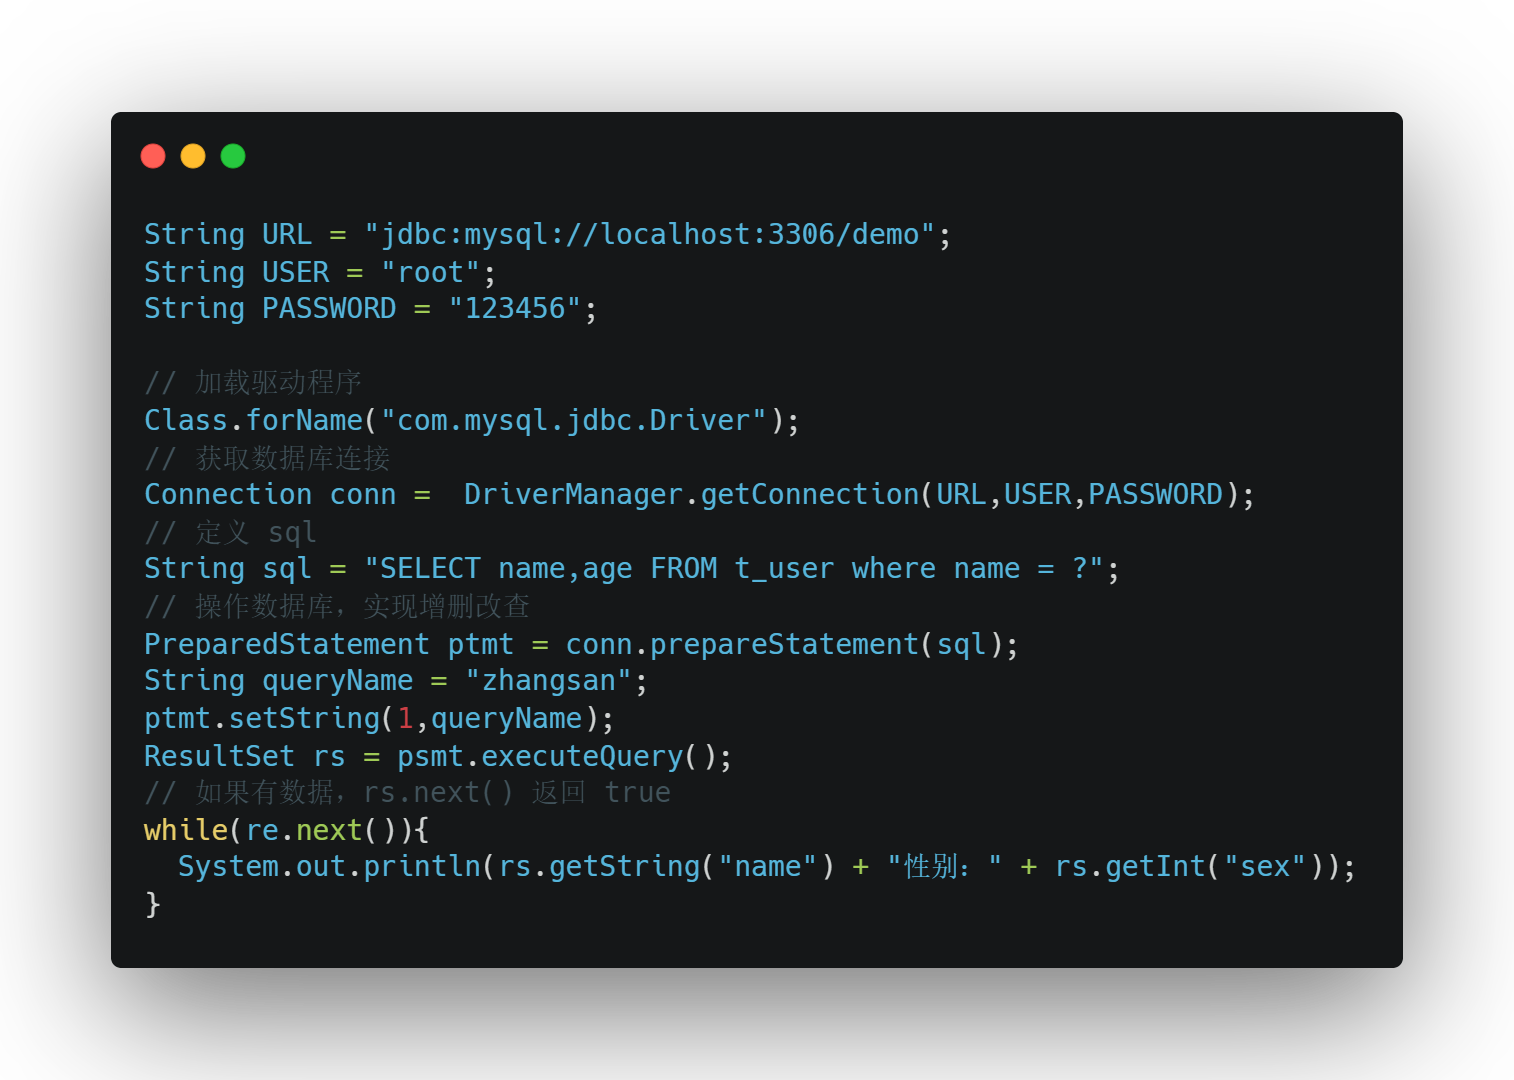 String URL = "jdbc:mysql://localhost:3306/demo";
String USER = "root";
String PASSWORD = "123456";
// 加载驱动程序
Class.forName("com.mysql.jdbc.Driver");
// 获取数据库连接
Connection conn =  DriverManager.getConnection(URL,USER,PASSWORD);
// 定义 sql
String sql = "SELECT name,age FROM t_user where name = ?";
// 操作数据库，实现增删改查
PreparedStatement ptmt = conn.prepareStatement(sql);
String queryName = "zhangsan";
ptmt.setString(1,queryName);
ResultSet rs = psmt.executeQuery();
// 如果有数据，rs.next() 返回 true
while(re.next()){
  System.out.println(rs.getString("name") + "性别：" + rs.getInt("sex"));
}